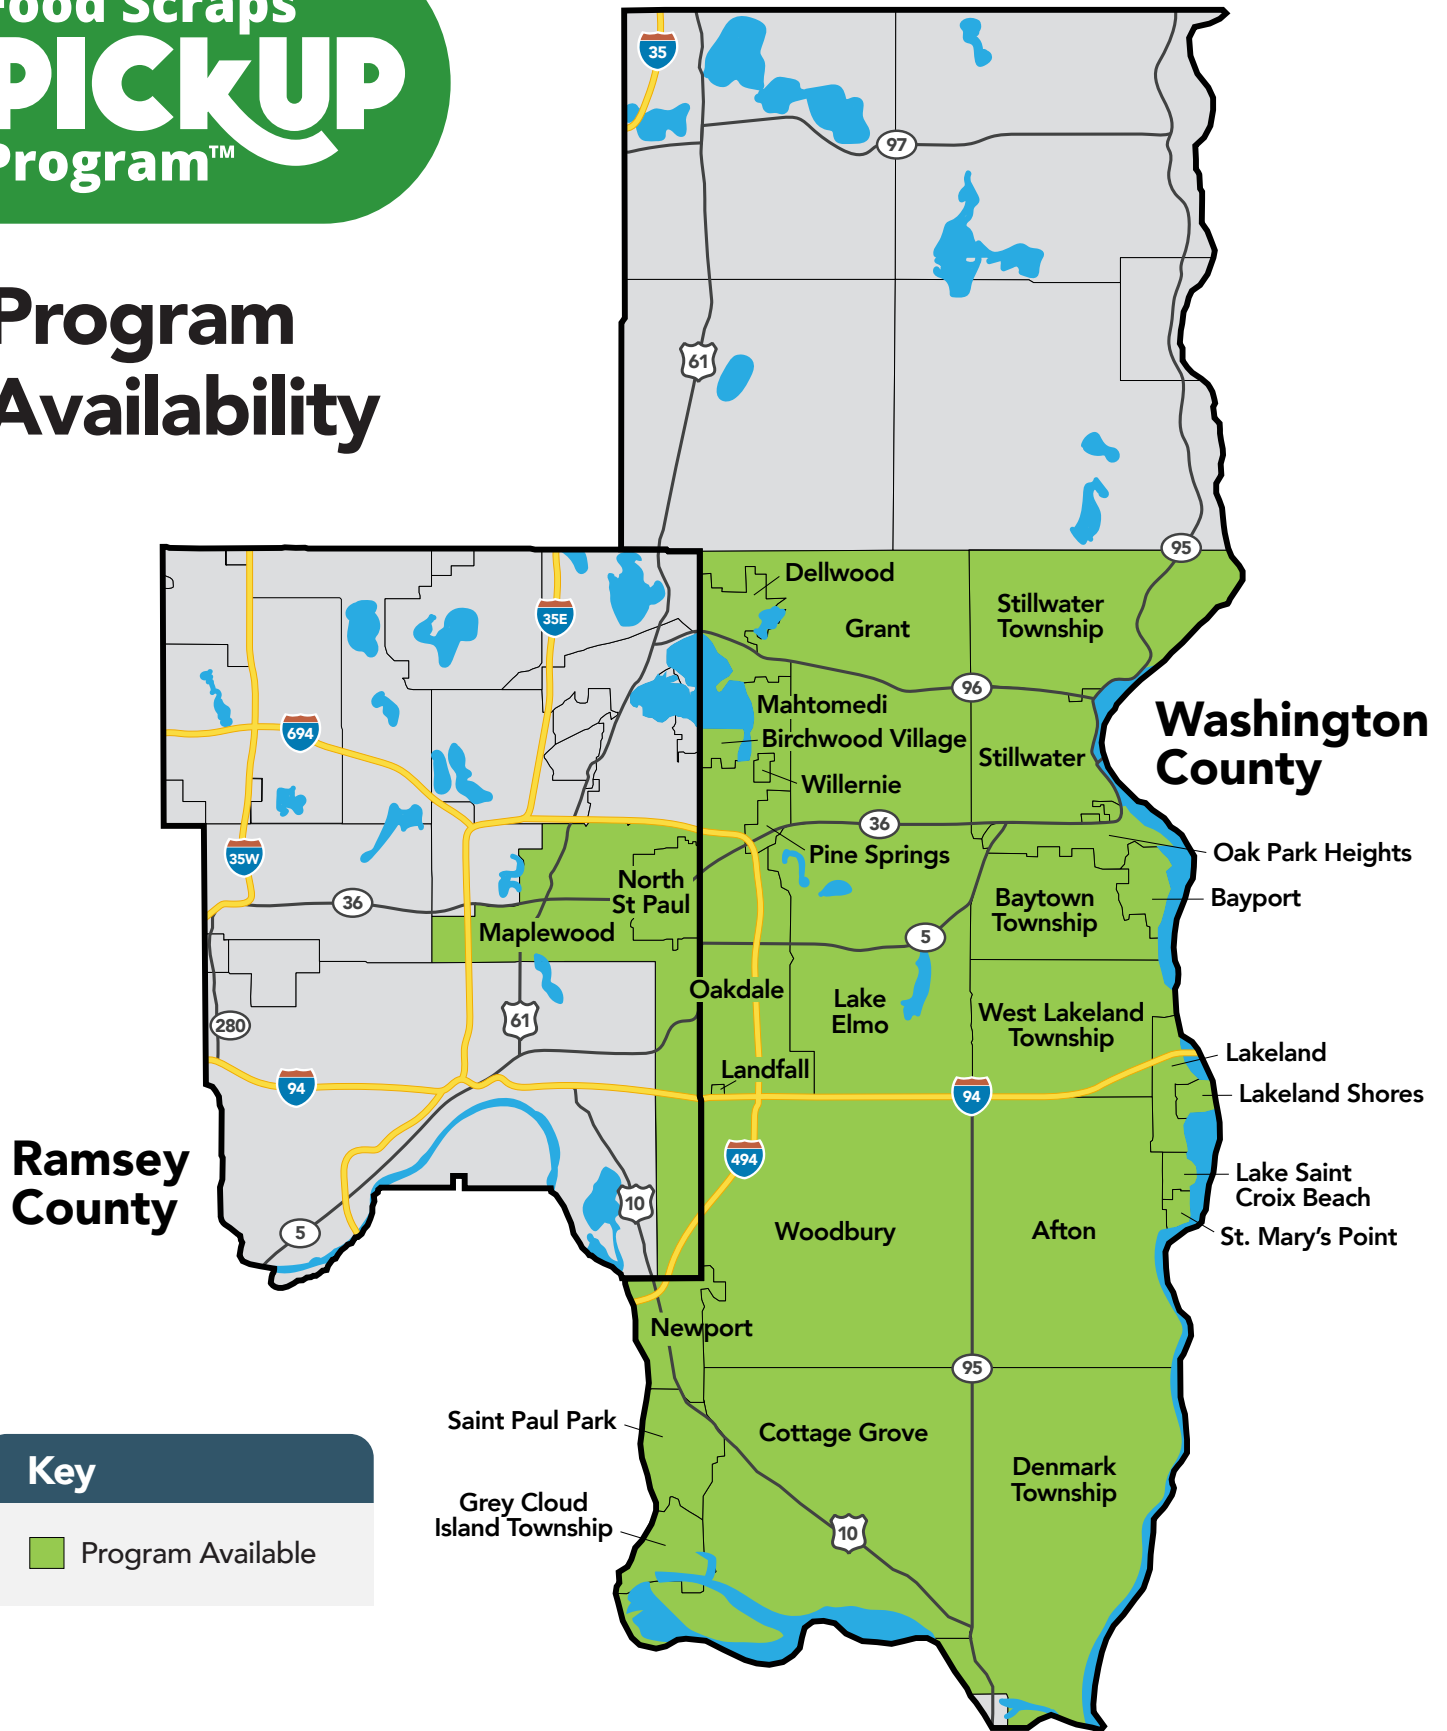 Food Scraps
PICKUP
Program™
Program
Availability
35
97
61
95
Dellwood
Grant
Stillwater
Township
35E
96
694
Mahtomedi
Birchwood Village
Stillwater
Willernie
Washington
County
36
35W
Pine Springs
Oak Park Heights
36
North
St Paul
Baytown
Township
Bayport
Maplewood
5
Oakdale
Lake
Elmo
West Lakeland
Township
280
61
Landfall
Lakeland
94
94
Lakeland Shores
Ramsey
County
494
Lake Saint
Croix Beach
10
5
Woodbury
Afton
St. Mary's Point
Newport
95
Saint Paul Park
Cottage Grove
Key
Denmark
Township
Grey Cloud
Island Township
10
Program Available